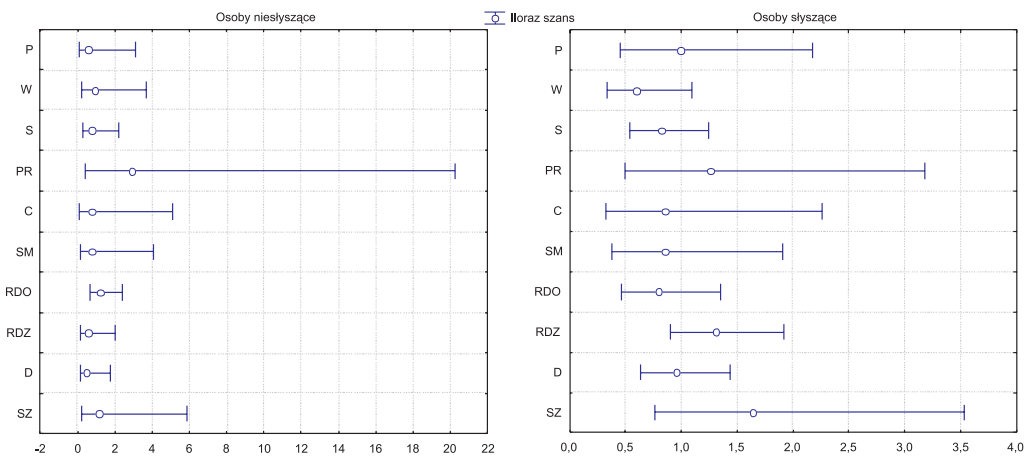 Osoby niesłyszące
Iloraz szans
Osoby słyszące
P
W
S
PR
C
SM
RDO
RDZ
D
SZ
-2 0 2 4 6 8 10 12 14 16 18 20 22
P
W
S
PR
C
SM
RDO
RDZ
D
SZ
0,0 0,5 1,0 1,5 2,0 2,5 3,0 3,5 4,0